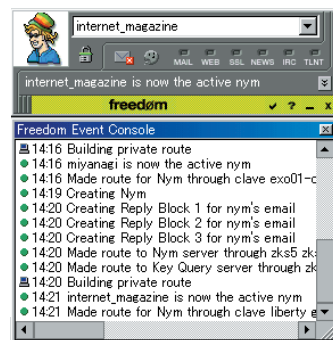 internet_magazine
MAIL WEB SSL NEWS IRC TLNT
internet_magazine is now the active nym
freedøm
Freedom Event Console
14:16 Building private route
14:16 miyanagi is now the active nym
14:16 Made route for Nym through clave exo01-c
14:19 Creating Nym
14:20 Creating Reply Block 1 for nym's email
14:20 Creating Reply Block 2 for nym's email
14:20 Creating Reply Block 3 for nym's email
14:20 Made route to Nym server through zks5 zk
14:20 Made route to Key Query server through zk
14:20 Building private route
14:21 internet_magazine is now the active nym
14:21 Made route for Nym through clave liberty e